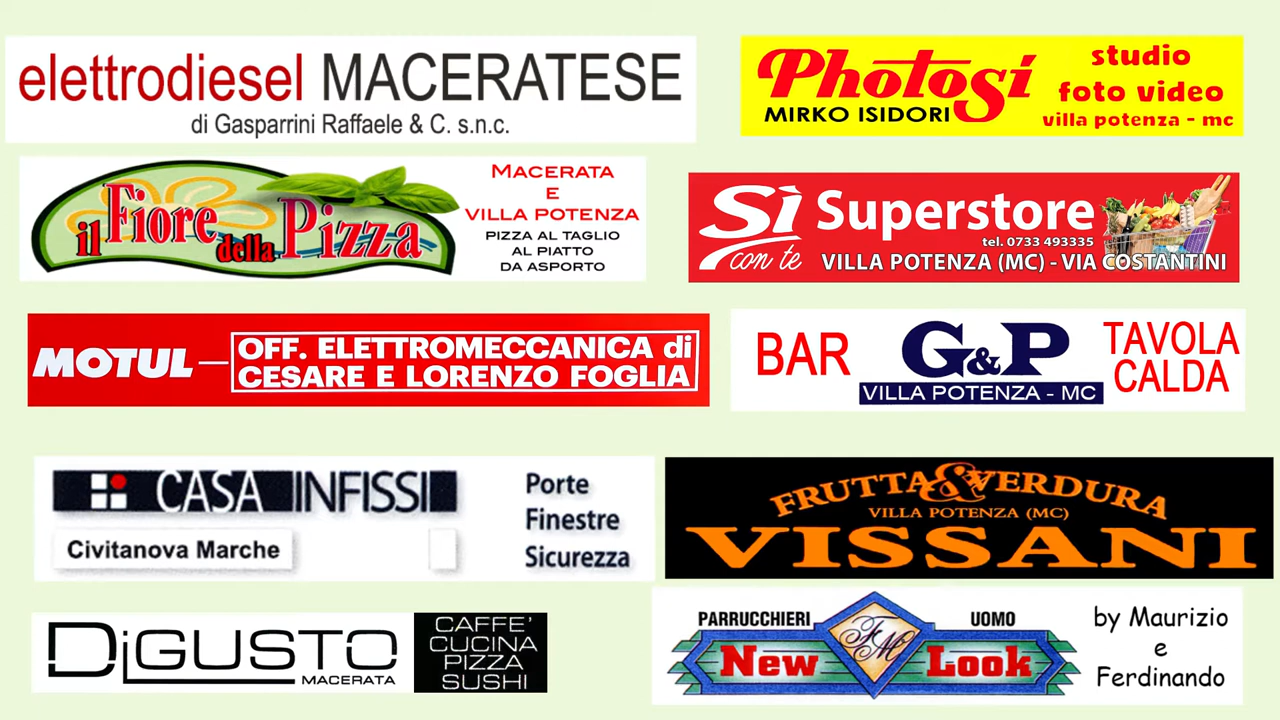 elettrodiesel MACERATESE
di Gasparrini Raffaele & C. s.n.c.
Photosì
MIRKO ISIDORI
studio
foto video
villa potenza - mc
il Fiore della Pizza
MACERATA
E
VILLA POTENZA
PIZZA AL TAGLIO
AL PIATTO
DA ASPORTO
Sì
con te
Superstore
tel. 0733 493335
VILLA POTENZA (MC) - VIA COSTANTINI
MOTUL
OFF. ELETTROMECCANICA di
CESARE E LORENZO FOGLIA
BAR
G&P
VILLA POTENZA - MC
TAVOLA
CALDA
CASA INFISSI
Civitanova Marche
Porte
Finestre
Sicurezza
FRUTTA & VERDURA
VILLA POTENZA (MC)
VISSANI
DiGUSTO
MACERATA
CAFFE'
CUCINA
PIZZA
SUSHI
PARRUCCHIERI UOMO
FM
New Look
by Maurizio
e
Ferdinando